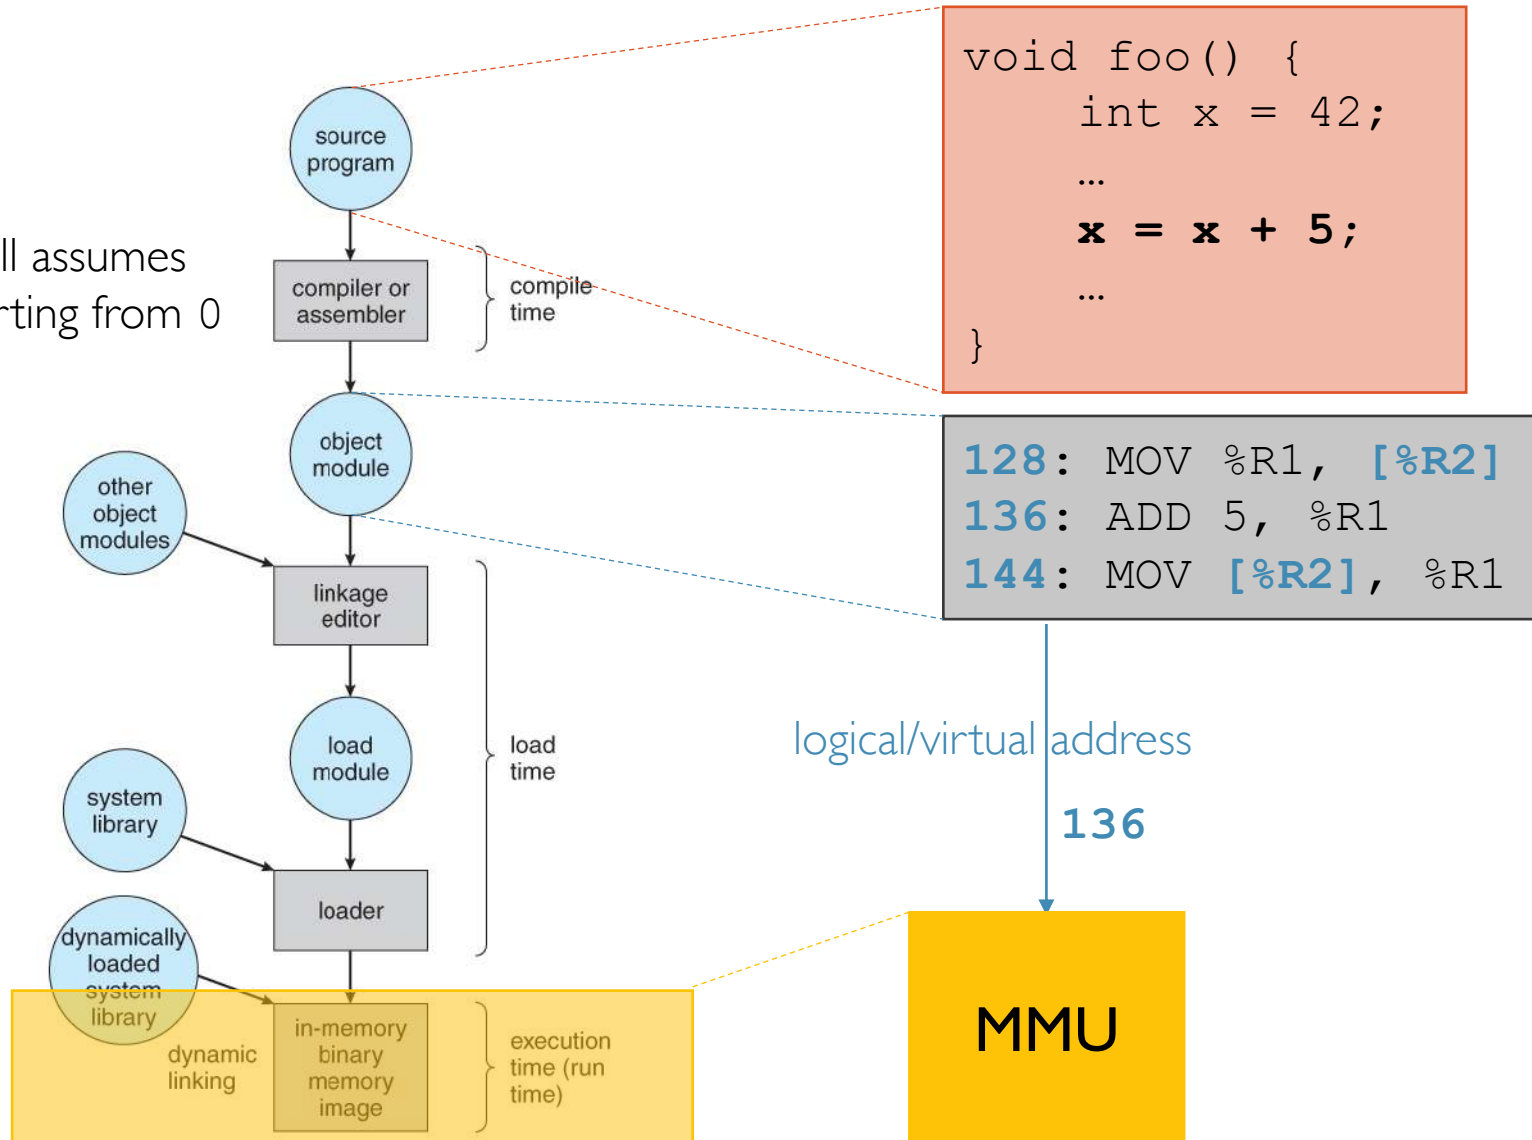 void foo() {
int x = 42;
…
x = x + 5;
…
}
source
program
ll assumes
rting from 0
compiler or
assembler
compile
time
object
module
128: MOV %R1, [%R2]
136: ADD 5, %R1
144: MOV [%R2], %R1
other
object
modules
linkage
editor
load
module
load
time
logical/virtual address
136
system
library
loader
dynamically
loaded
system
library
dynamic
linking
in-memory
binary
memory
image
execution
time (run
time)
MMU